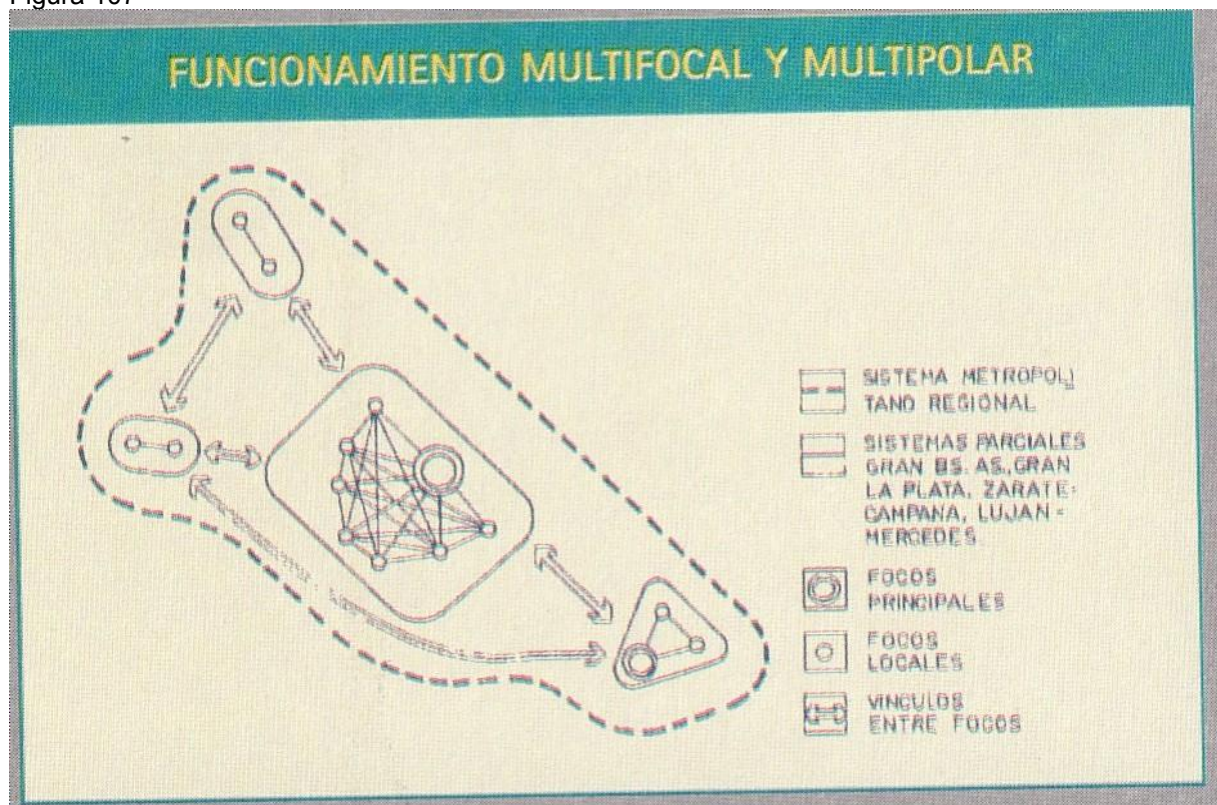 FUNCIONAMIENTO MULTIFOCAL Y MULTIPOLAR
SISTEMA METROPOLI
TANO REGIONAL
SISTEMAS PARCIALES
GRAN BS. AS., GRAN
LA PLATA, ZARATE-
CAMPANA, LUJAN-
MERCEDES.
FOCOS
PRINCIPALES
FOCOS
LOCALES
VINCULOS
ENTRE FOCOS